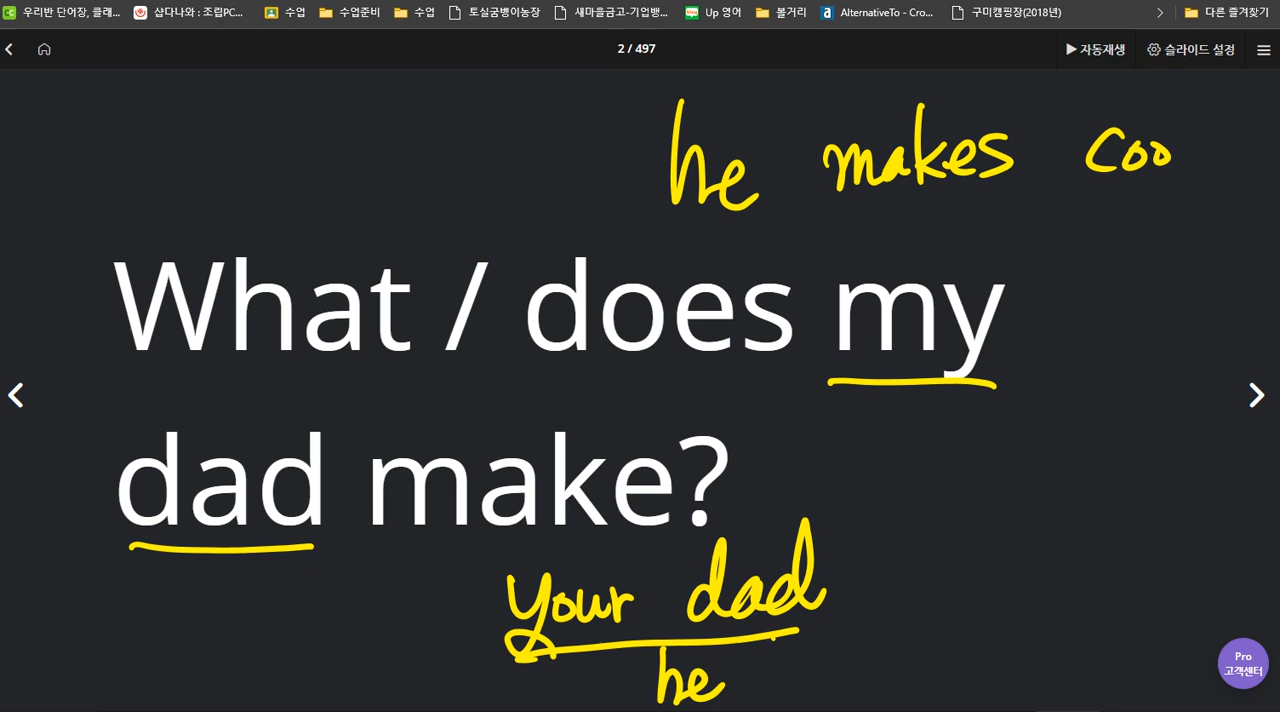 우리반 단어장, 클래... 샵다나와 : 조립PC... 수업 수업준비 수업 토실굼벵이농장 새마을금고-기업뱅... Up 영어 볼거리 AlternativeTo - Cro... 구미캠핑장(2018년) 다른 즐겨찾기
2 / 497 자동재생 슬라이드 설정
he makes coo
What / does my
dad make?
your dad
he
Pro
고객센터